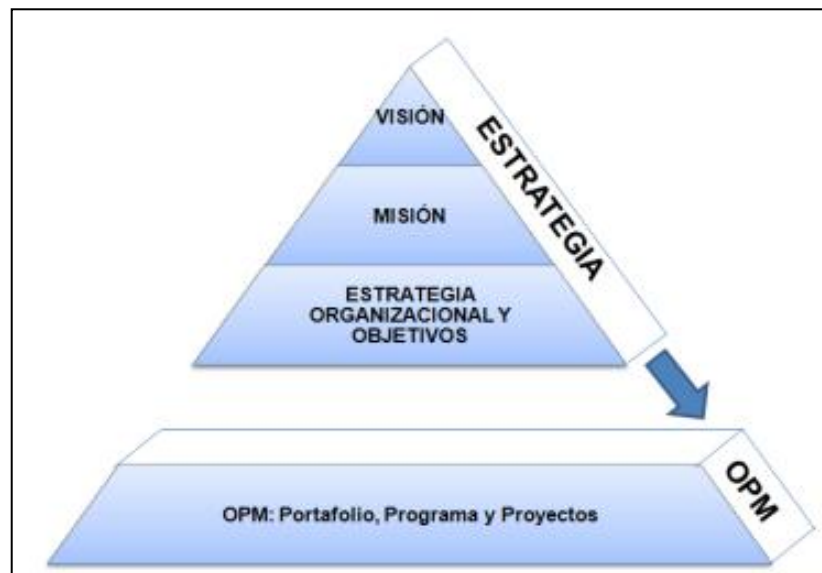 VISIÓN
MISIÓN
ESTRATEGIA
ORGANIZACIONAL Y
OBJETIVOS
ESTRATEGIA
OPM: Portafolio, Programa y Proyectos
OPM